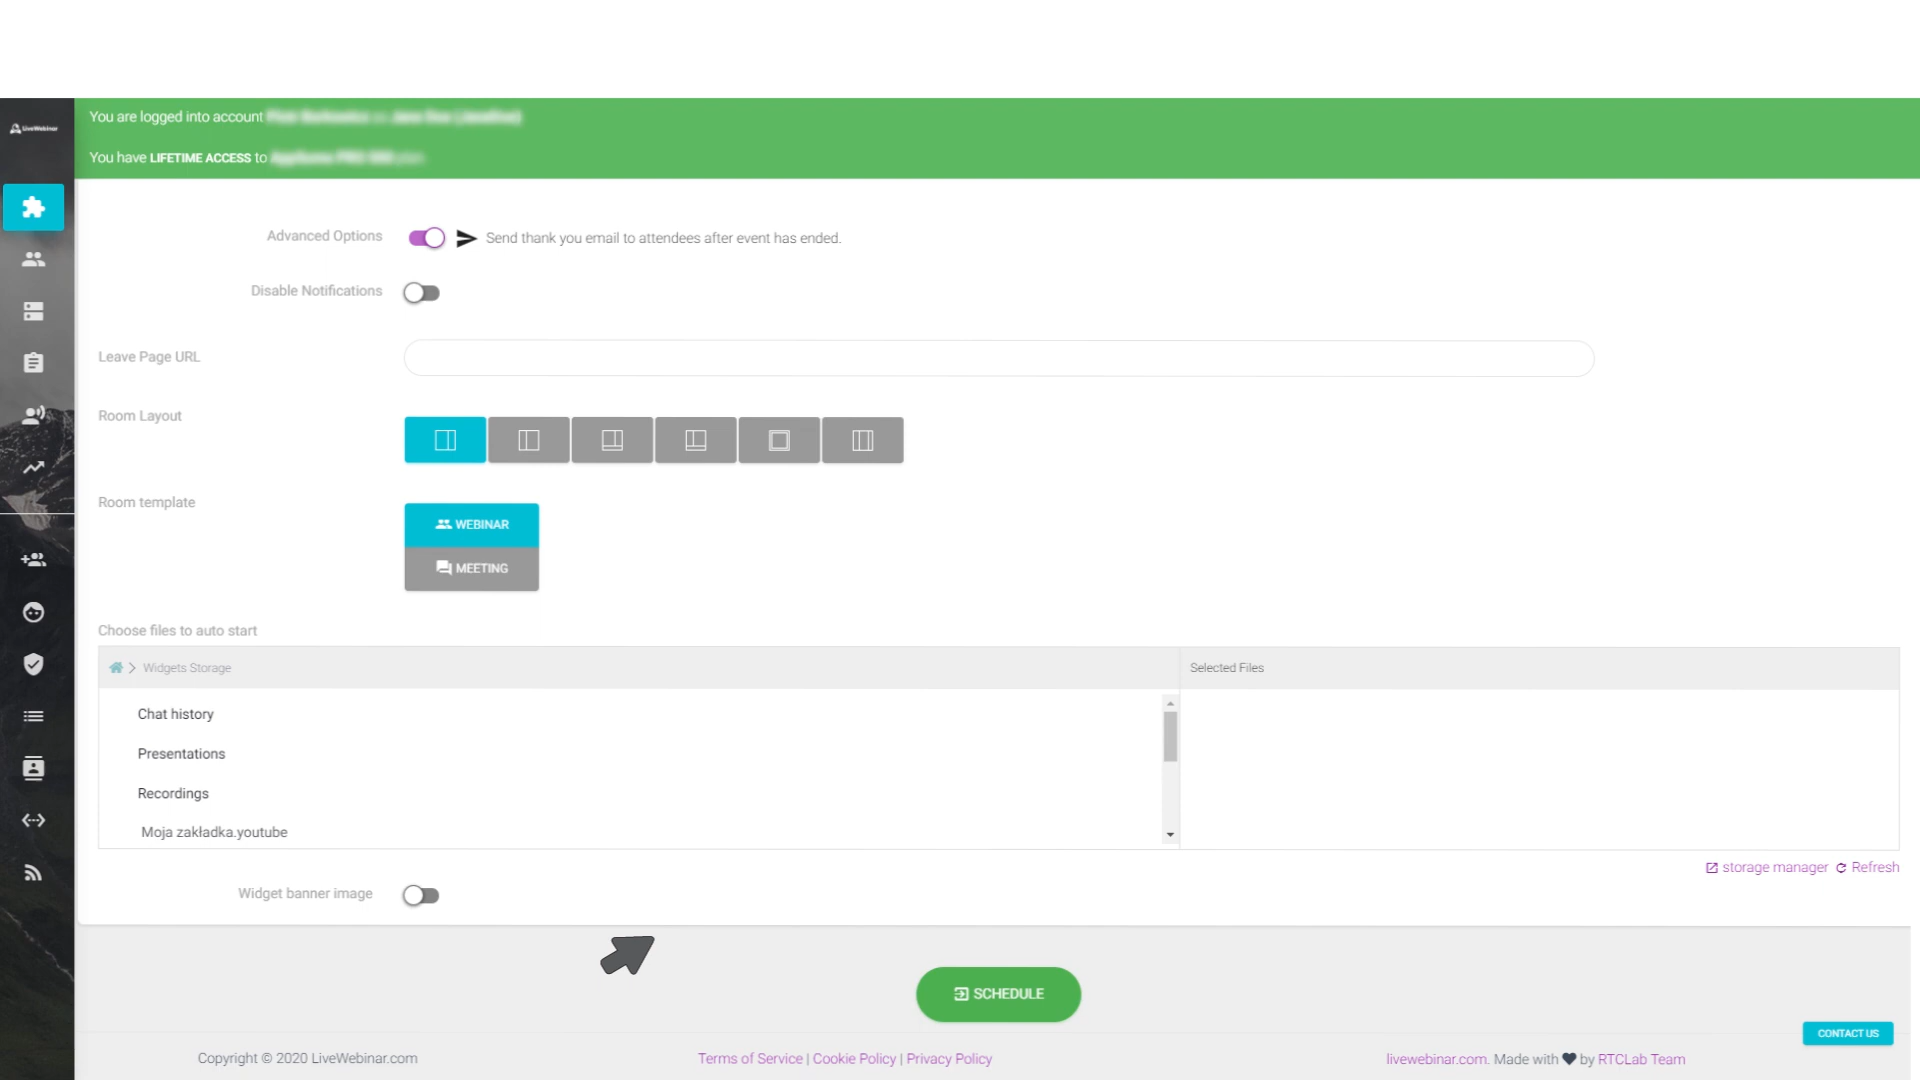 LiveWebinar
You are logged into account
You have LIFETIME ACCESS to
Advanced Options
Send thank you email to attendees after event has ended.
Disable Notifications
Leave Page URL
Room Layout
Room template
WEBINAR
MEETING
Choose files to auto start
Widgets Storage
Selected Files
Chat history
Presentations
Recordings
Moja zakładka.youtube
storage manager Refresh
Widget banner image
SCHEDULE
CONTACT US
Copyright © 2020 LiveWebinar.com
Terms of Service | Cookie Policy | Privacy Policy
livewebinar.com. Made with by RTCLab Team